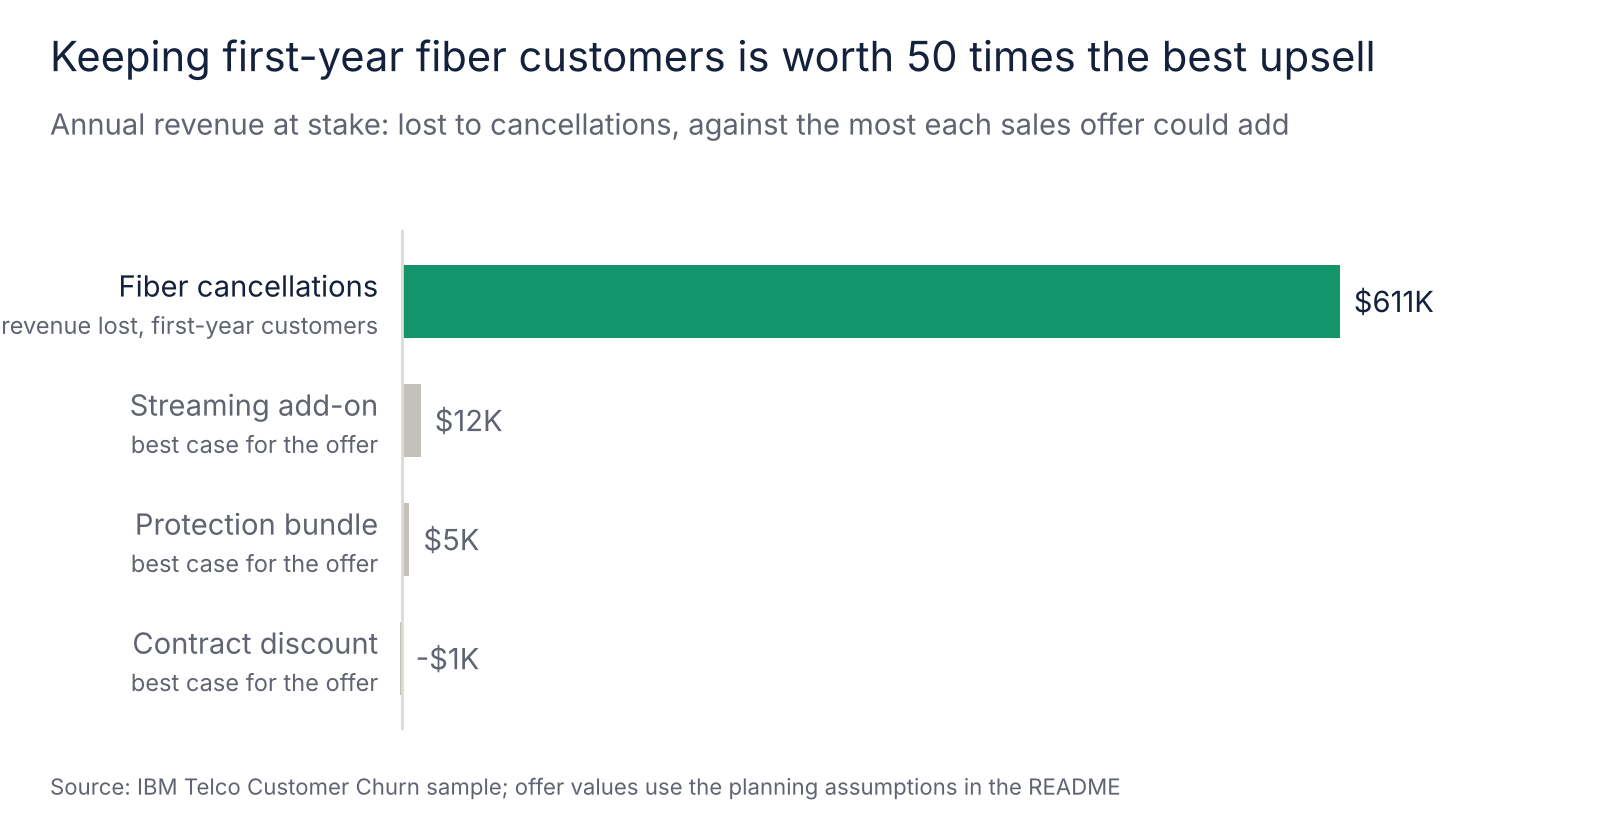 Keeping first-year fiber customers is worth 50 times the best upsell
Annual revenue at stake: lost to cancellations, against the most each sales offer could add
Fiber cancellations
revenue lost, first-year customers
$611K
Streaming add-on
best case for the offer
$12K
Protection bundle
best case for the offer
$5K
Contract discount
best case for the offer
-$1K
Source: IBM Telco Customer Churn sample; offer values use the planning assumptions in the README